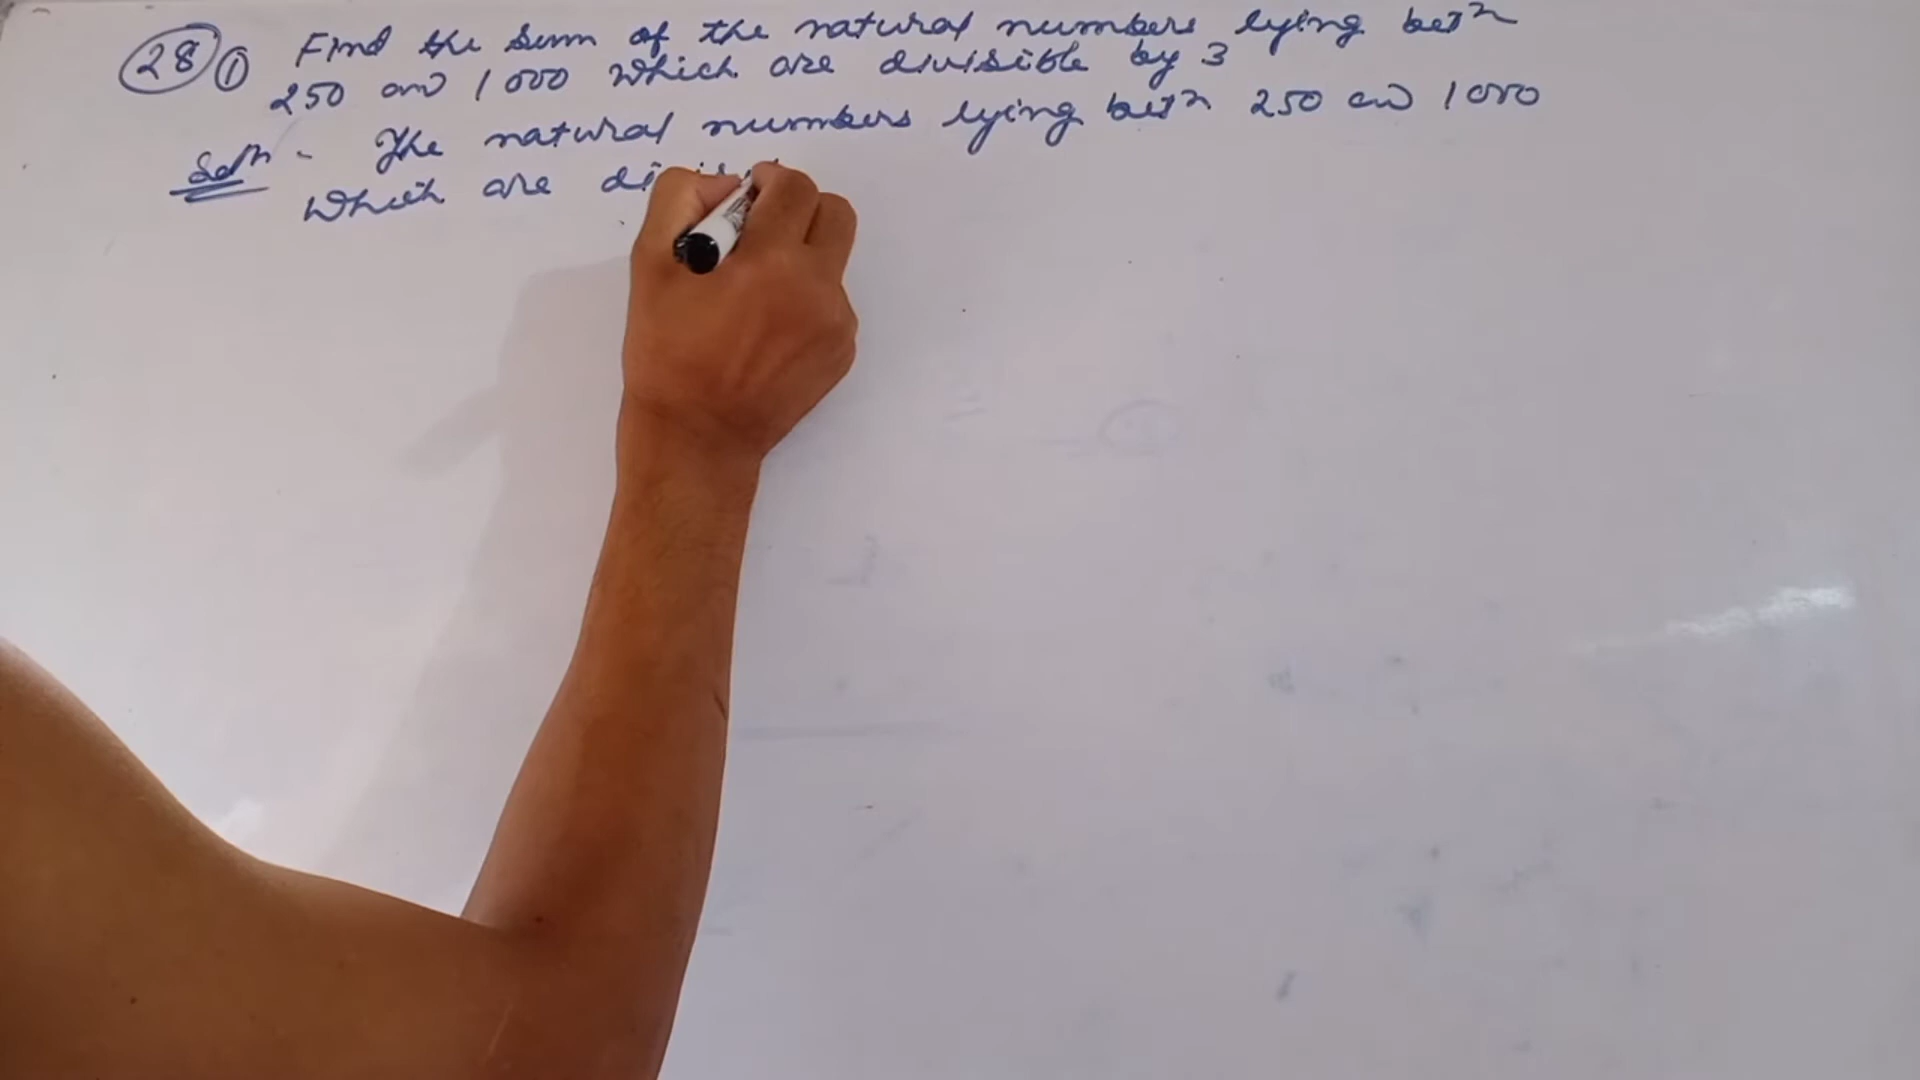 28 1 Find the sum of the natural numbers lying betn
250 and 1000 which are divisible by 3
Soln - The natural numbers lying betn 250 and 1000
which are